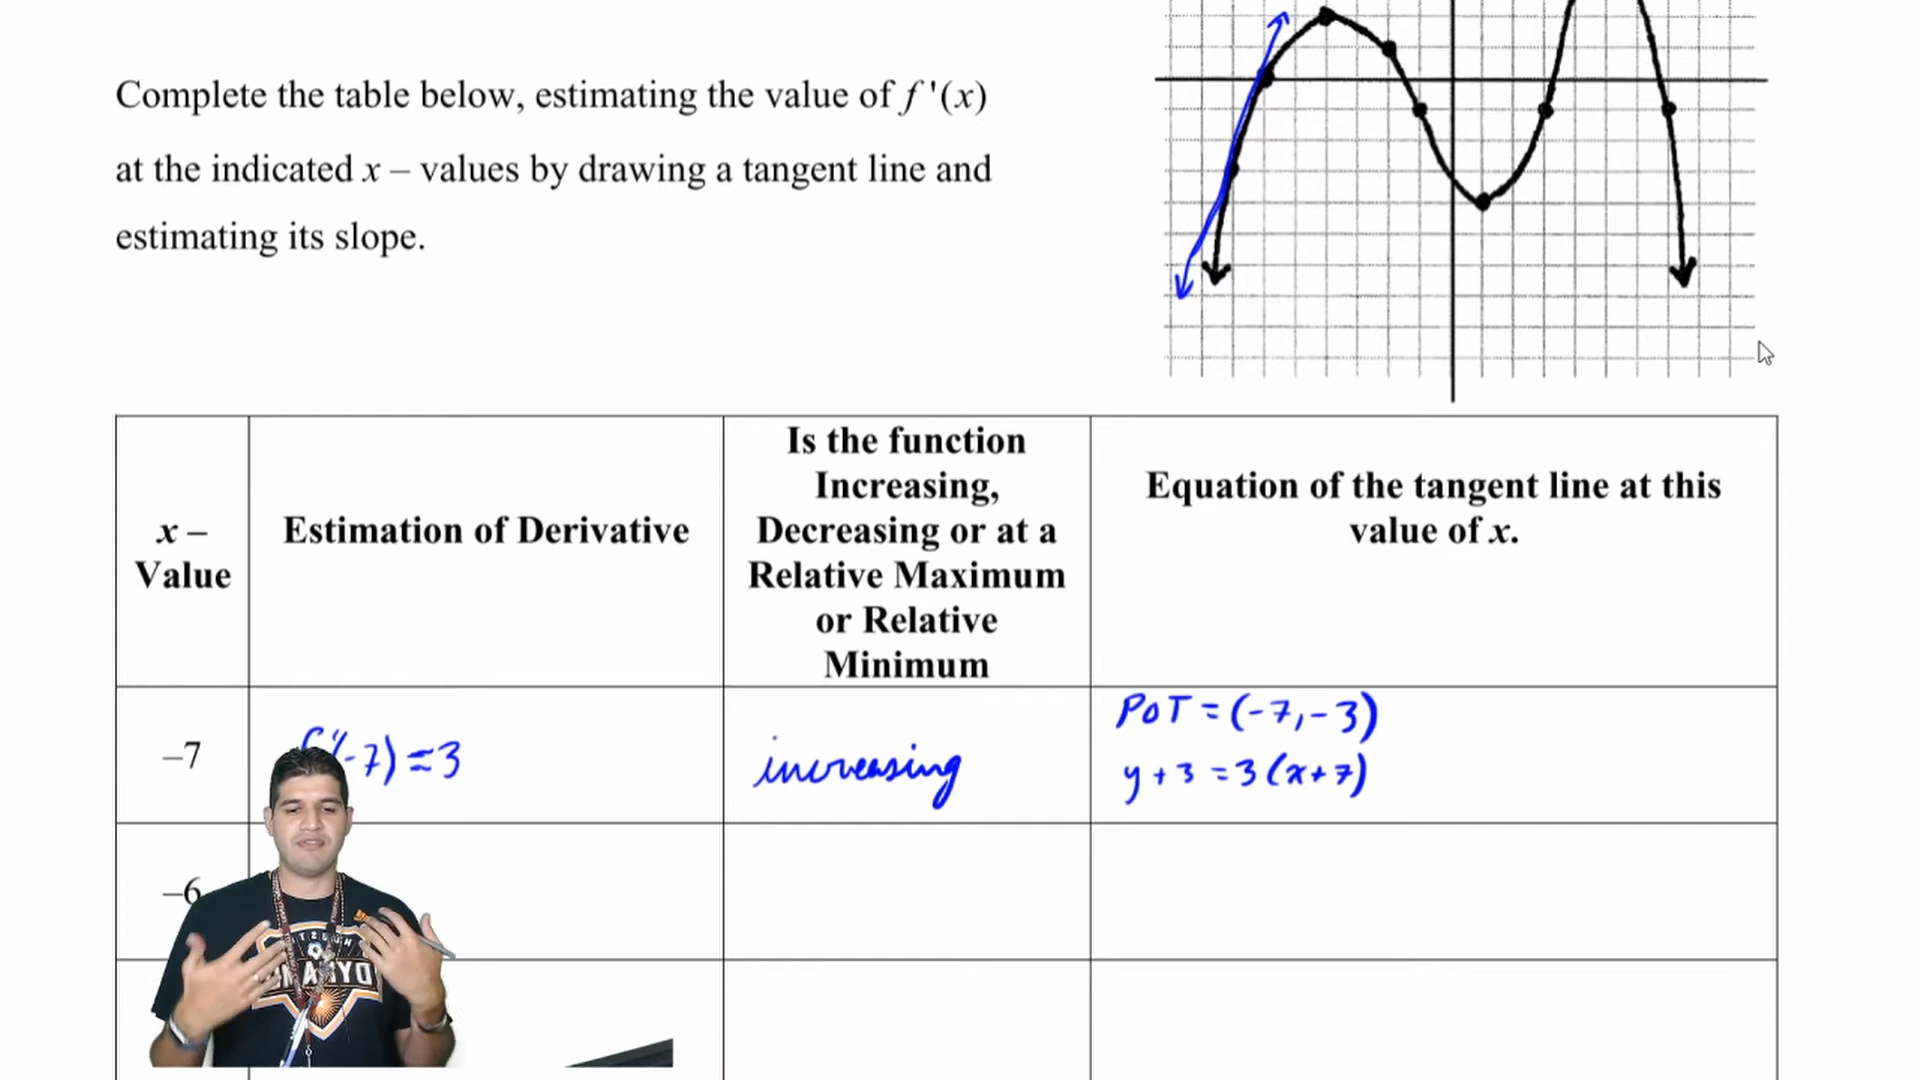 Complete the table below, estimating the value of f '(x)
at the indicated x – values by drawing a tangent line and
estimating its slope.
x –
Value
Estimation of Derivative
Is the function
Increasing,
Decreasing or at a
Relative Maximum
or Relative
Minimum
Equation of the tangent line at this
value of x.
–7
-7) = 3
increasing
POT = (-7,-3)
y + 3 = 3 (x+7)
–6